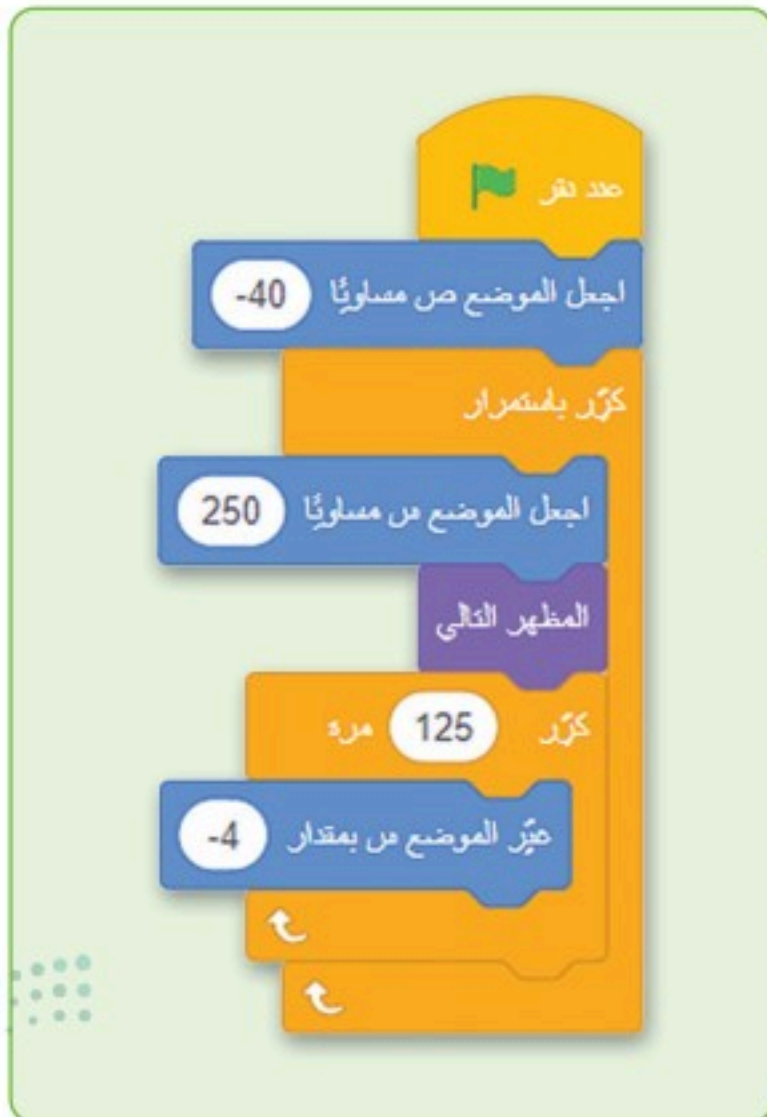 عند نقر
اجعل الموضع ص مساويًا -40
كرّر باستمرار
اجعل الموضع س مساويًا 250
المظهر التالي
كرّر 125 مرة
غيّر الموضع س بمقدار -4